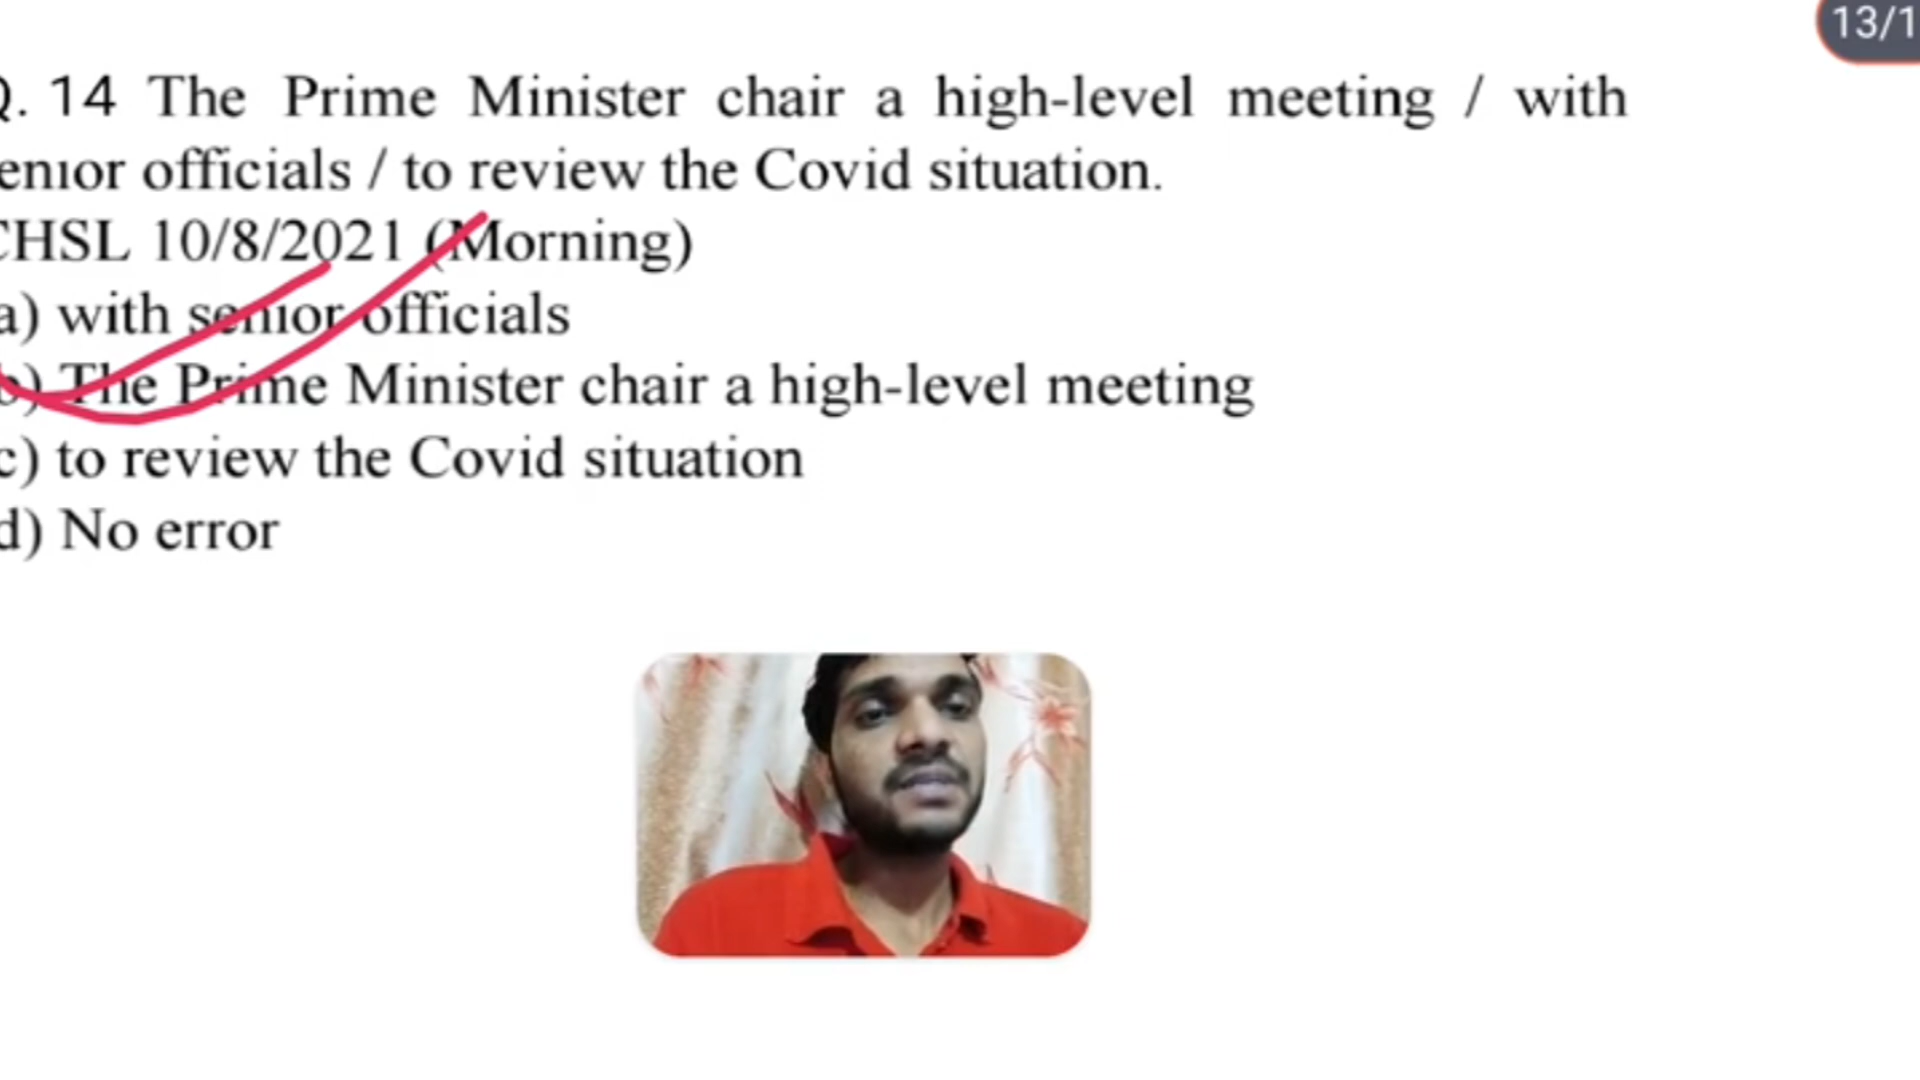 13/1
Q. 14 The Prime Minister chair a high-level meeting / with
enior officials / to review the Covid situation.
CHSL 10/8/2021 (Morning)
a) with senior officials
b) The Prime Minister chair a high-level meeting
c) to review the Covid situation
d) No error